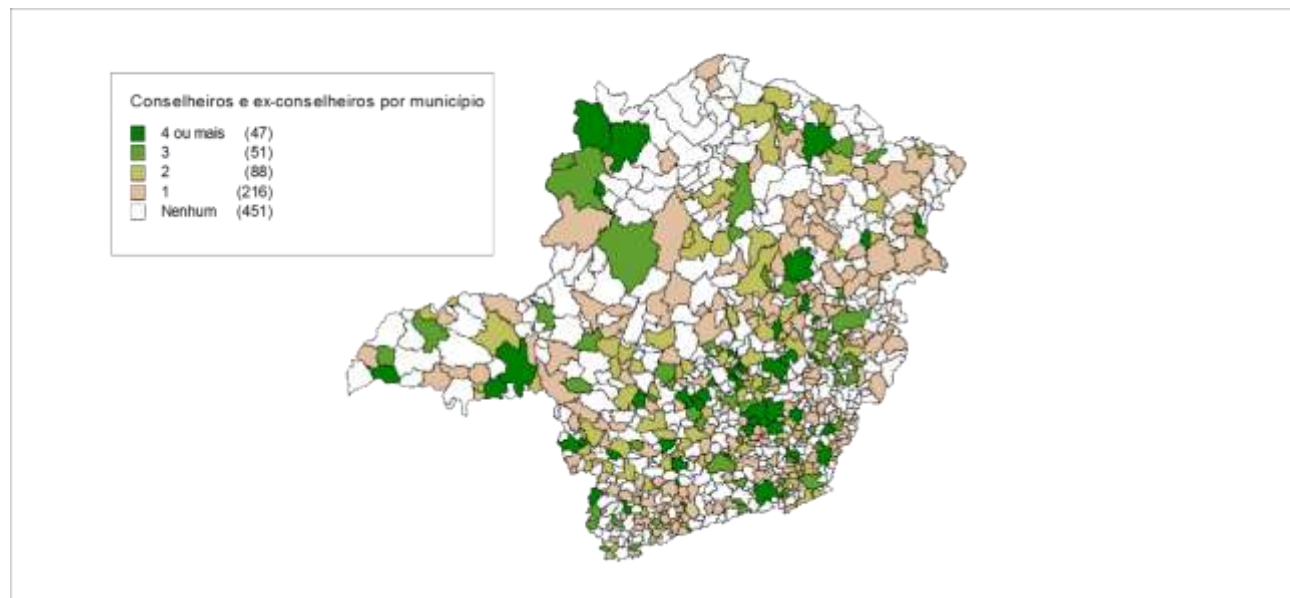 Conselheiros e ex-conselheiros por município
4 ou mais (47)
3 (51)
2 (88)
1 (216)
Nenhum (451)